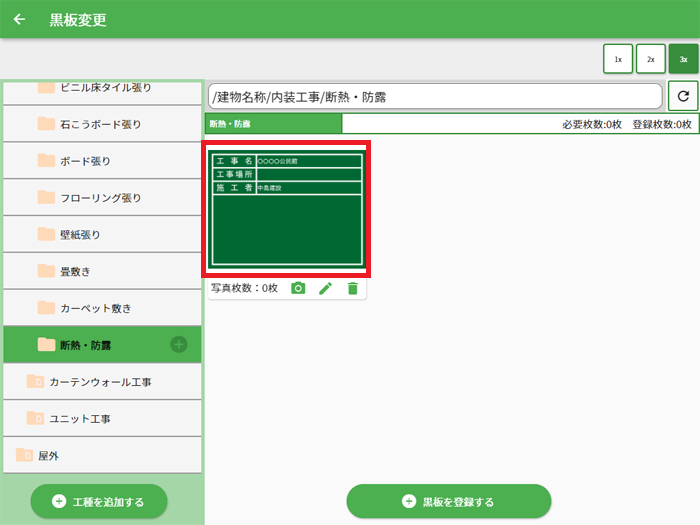 黒板変更
1x 2x 3x
ビニル床タイル張り
石こうボード張り
ボード張り
フローリング張り
壁紙張り
畳敷き
カーペット敷き
断熱・防露
カーテンウォール工事
ユニット工事
屋外
工種を追加する
/建物名称/内装工事/断熱・防露
断熱・防露 必要枚数:0枚 登録枚数:0枚
工事名 〇〇〇〇公民館
工事場所
施工者 中島建設
写真枚数：0枚
黒板を登録する